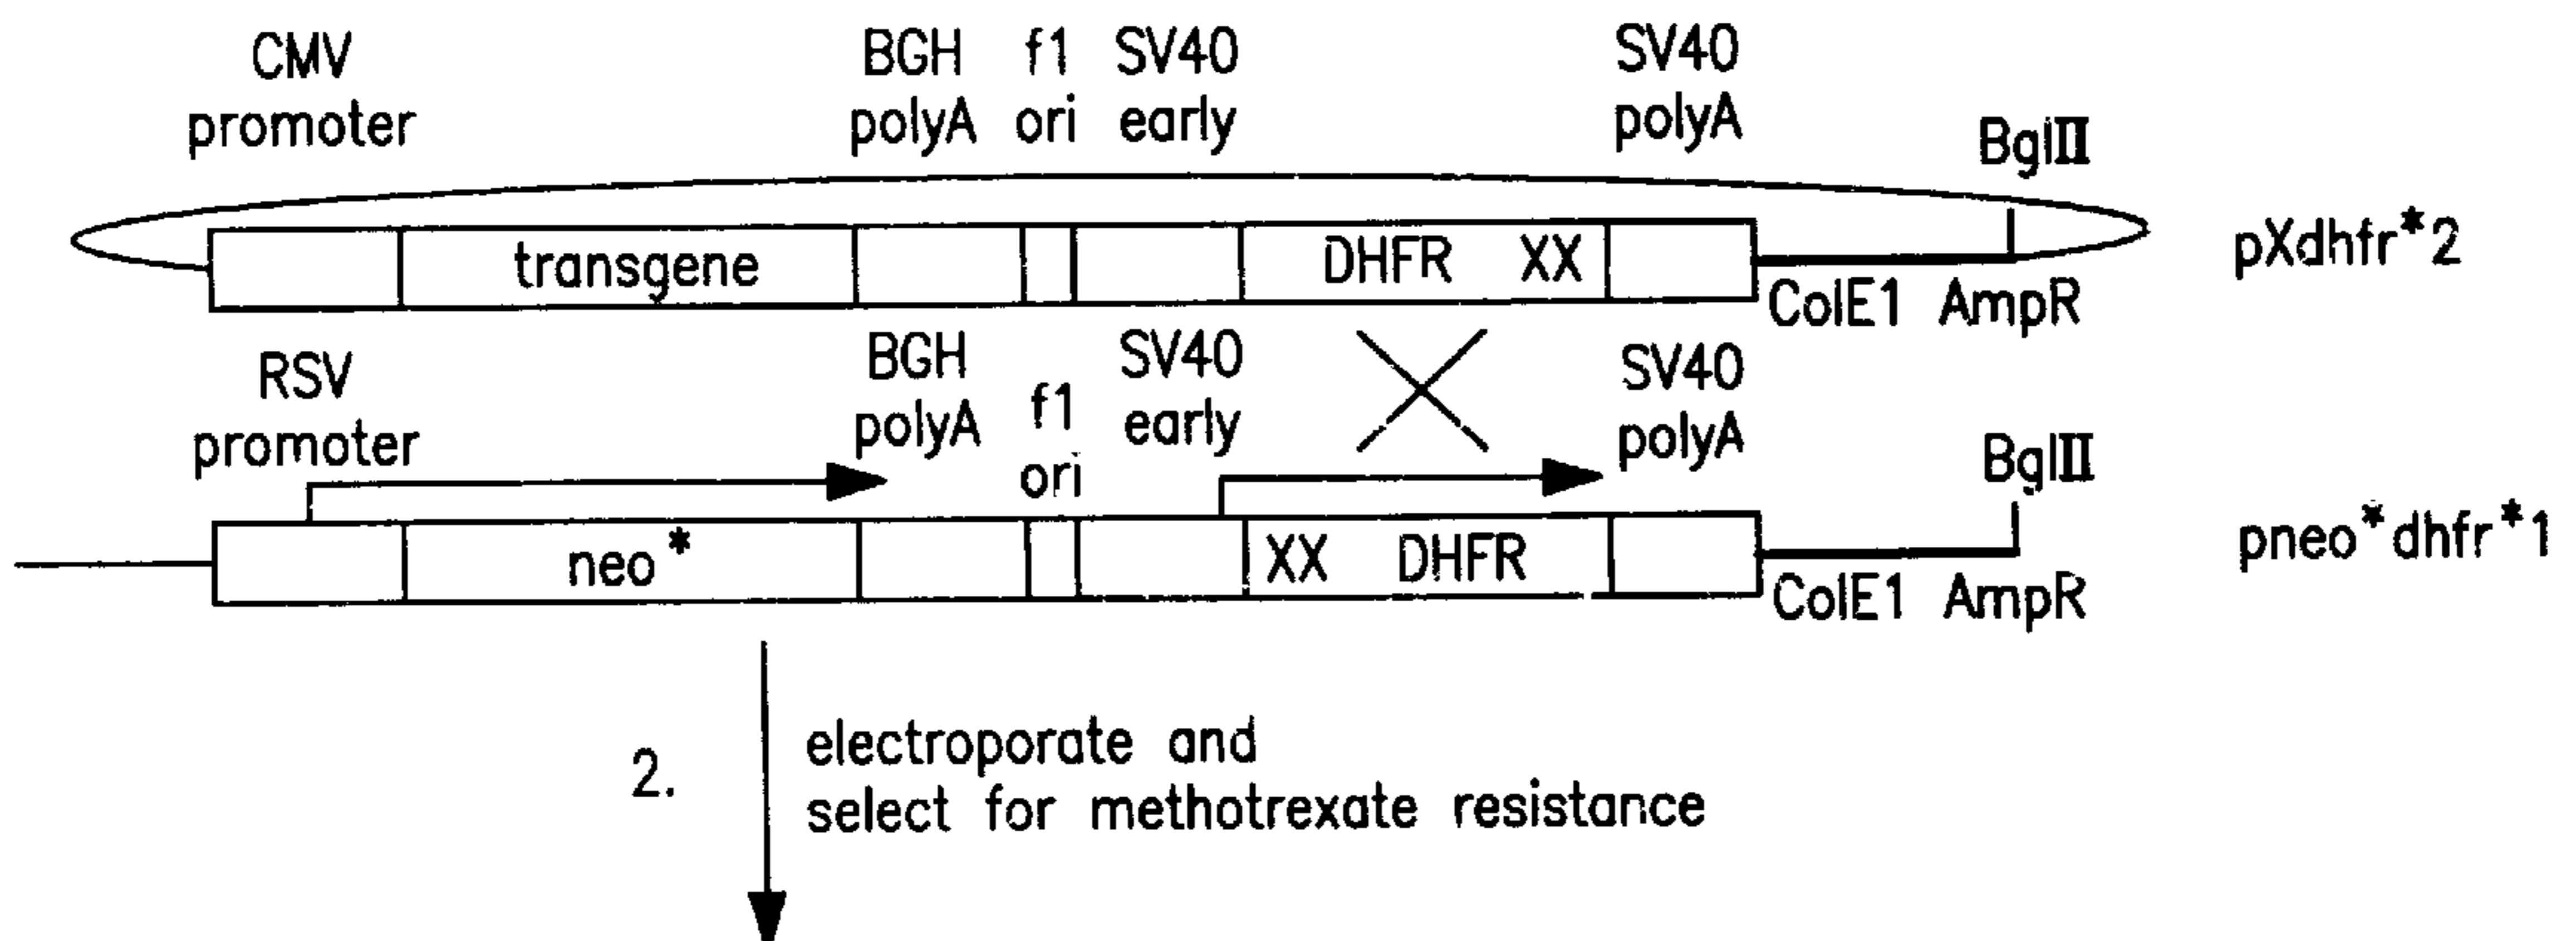 CMV
promoter
BGH
polyA
f1
ori
SV40
early
SV40
polyA
BglII
transgene
DHFR XX
ColE1 AmpR
pXdhfr*2
RSV
promoter
BGH
polyA
f1
ori
SV40
early
SV40
polyA
BglII
neo*
XX DHFR
ColE1 AmpR
pneo*dhfr*1
2.
electroporate and
select for methotrexate resistance